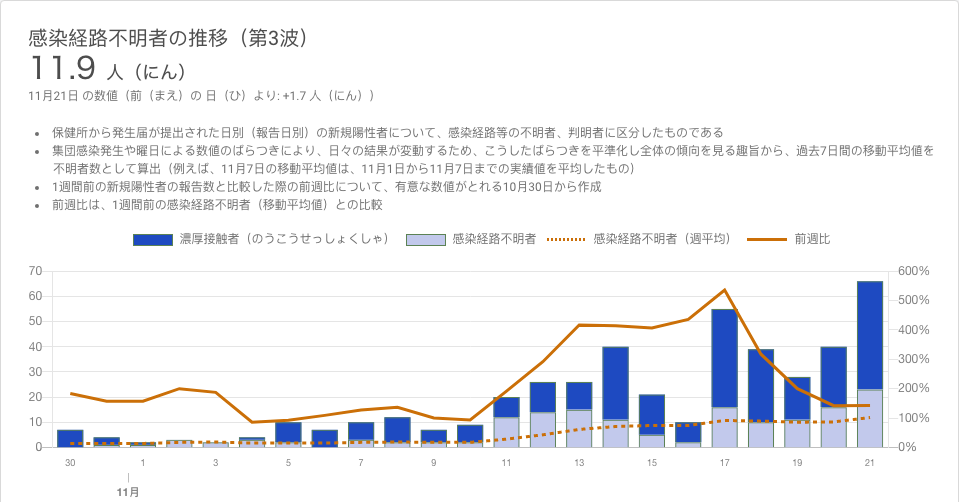 感染経路不明者の推移（第3波）
11.9 人（にん）
11月21日 の数値（前（まえ）の 日（ひ）より: +1.7 人（にん））
• 保健所から発生届が提出された日別（報告日別）の新規陽性者について、感染経路等の不明者、判明者に区分したものである
• 集団感染発生や曜日による数値のばらつきにより、日々の結果が変動するため、こうしたばらつきを平準化し全体の傾向を見る趣旨から、過去7日間の移動平均値を
不明者数として算出（例えば、11月7日の移動平均値は、11月1日から11月7日までの実績値を平均したもの）
• 1週間前の新規陽性者の報告数と比較した際の前週比について、有意な数値がとれる10月30日から作成
• 前週比は、1週間前の感染経路不明者（移動平均値）との比較
濃厚接触者（のうこうせっしょくしゃ） 感染経路不明者 感染経路不明者（週平均） 前週比
70 600%
60 500%
50 400%
40 300%
30 200%
20 100%
10 0%
0
30 1 3 5 7 9 11 13 15 17 19 21
11月